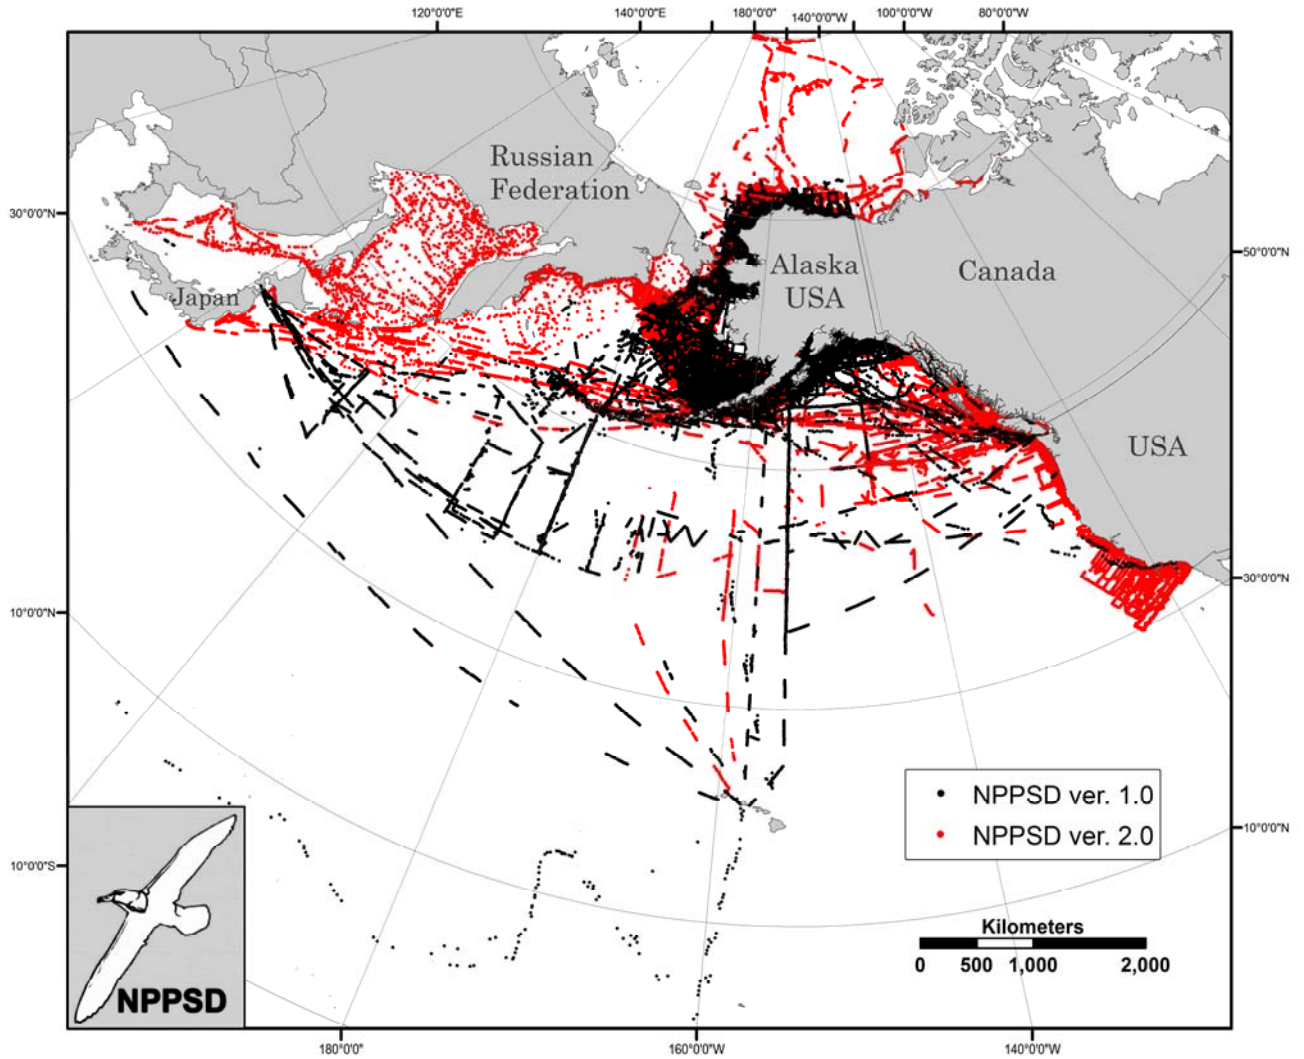 120°0'0"E
140°0'0"E
180°0'0"
140°0'0"W
100°0'0"W
80°0'0"W
30°0'0"N
10°0'0"N
10°0'0"S
50°0'0"N
30°0'0"N
10°0'0"N
Russian
Federation
Japan
Alaska
USA
Canada
USA
NPPSD ver. 1.0
NPPSD ver. 2.0
Kilometers
0 500 1,000 2,000
NPPSD
180°0'0"
160°0'0"W
140°0'0"W